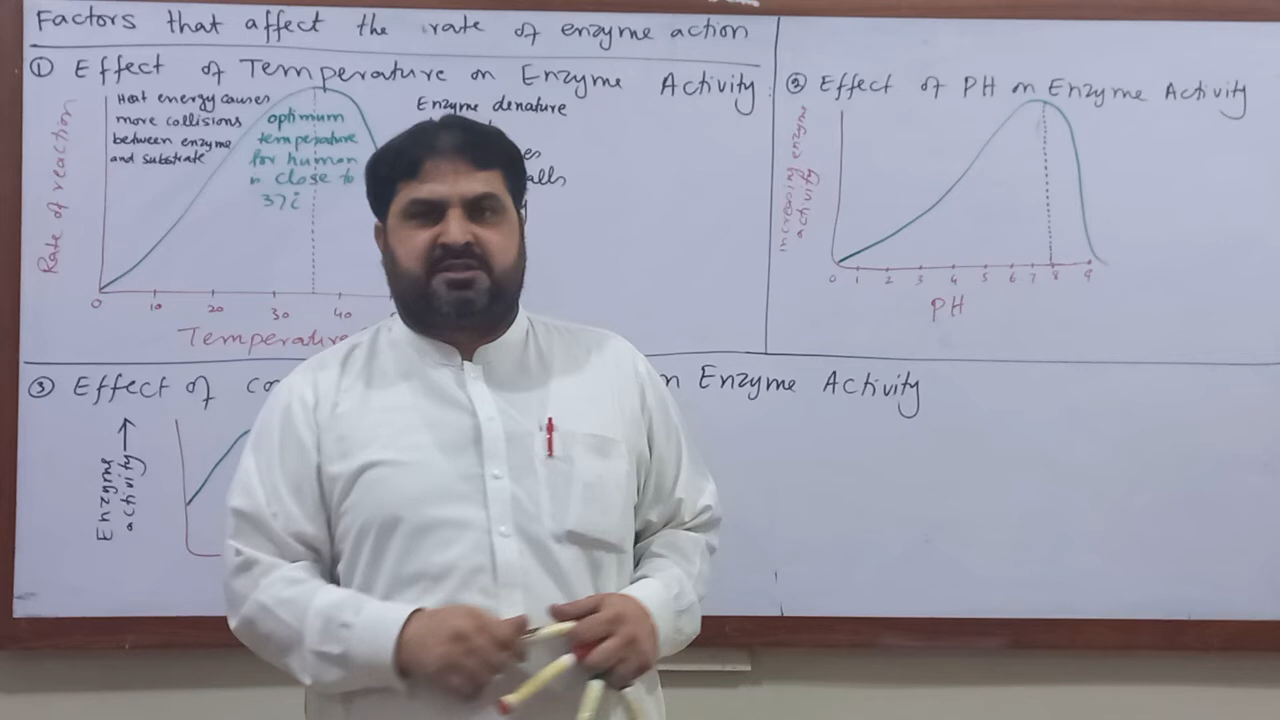 Factors that affect the rate of enzyme action
① Effect of Temperature on Enzyme Activity
Rate of reaction
Heat energy causes
more collisions
between enzyme
and substrate
optimum
temperature
for human
is close to
37
Enzyme denature
0 10 20 30 40
Temperature
② Effect of PH on Enzyme Activity
increasing enzyme
activity
0 1 2 3 4 5 6 7 8 9
PH
③ Effect of Enzyme Activity
Enzyme
activity